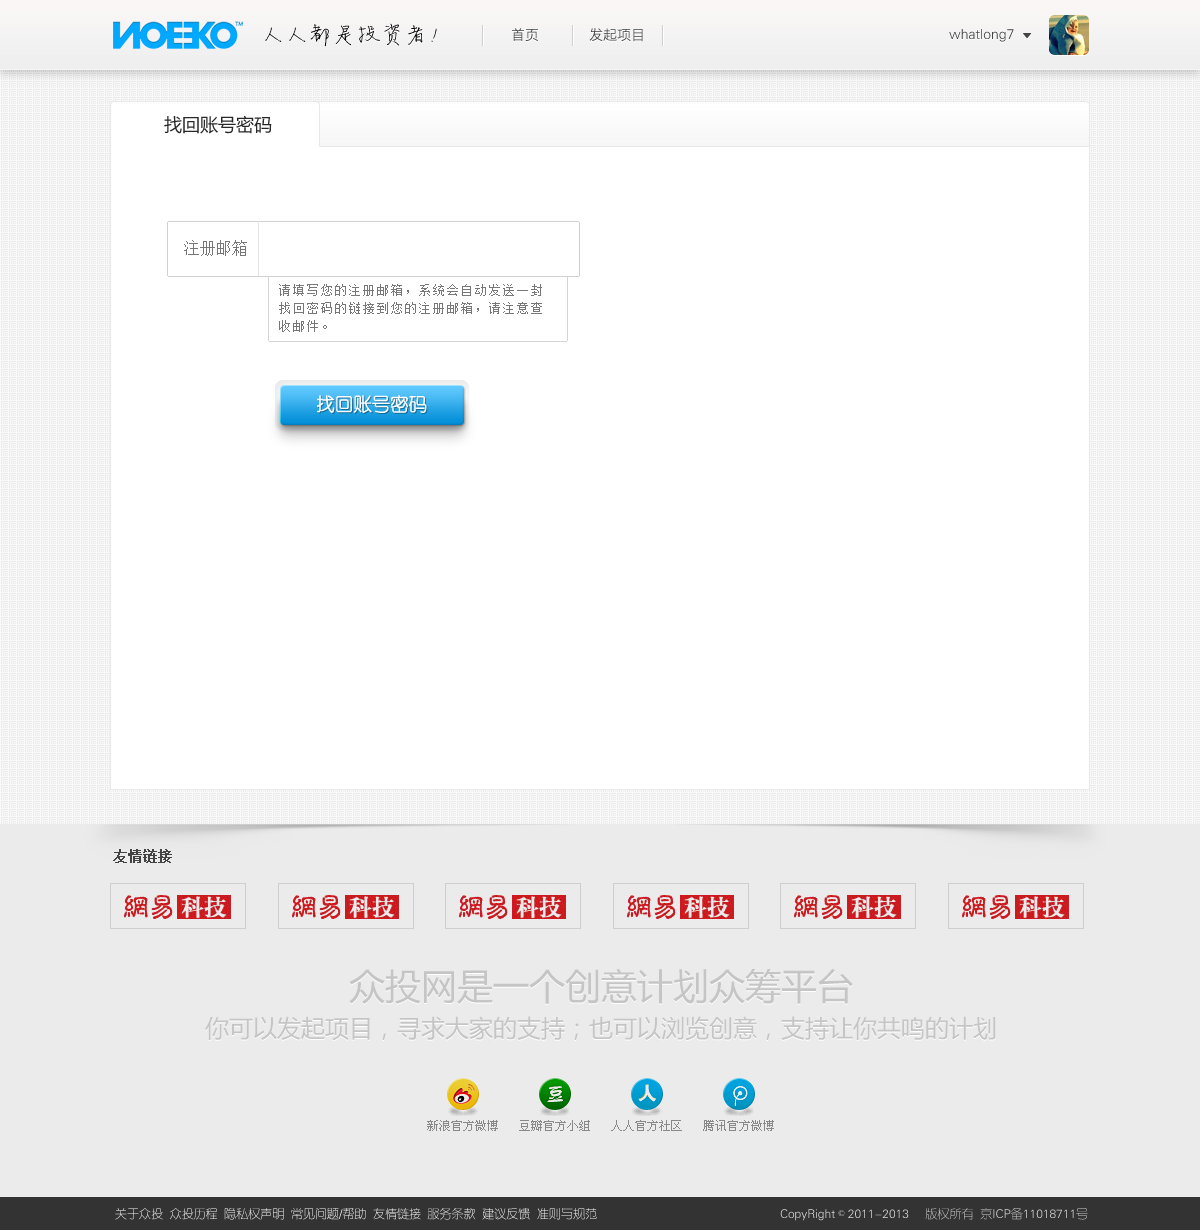 ИOEKO™ 人人都是投资者! 首页 发起项目 whatlong7
找回账号密码
注册邮箱
请填写您的注册邮箱，系统会自动发送一封
找回密码的链接到您的注册邮箱，请注意查
收邮件。
找回账号密码
友情链接
網易科技 網易科技 網易科技 網易科技 網易科技 網易科技
众投网是一个创意计划众筹平台
你可以发起项目，寻求大家的支持；也可以浏览创意，支持让你共鸣的计划
豆 人
新浪官方微博 豆瓣官方小组 人人官方社区 腾讯官方微博
关于众投 众投历程 隐私权声明 常见问题/帮助 友情链接 服务条款 建议反馈 准则与规范 CopyRight © 2011-2013 版权所有 京ICP备11018711号